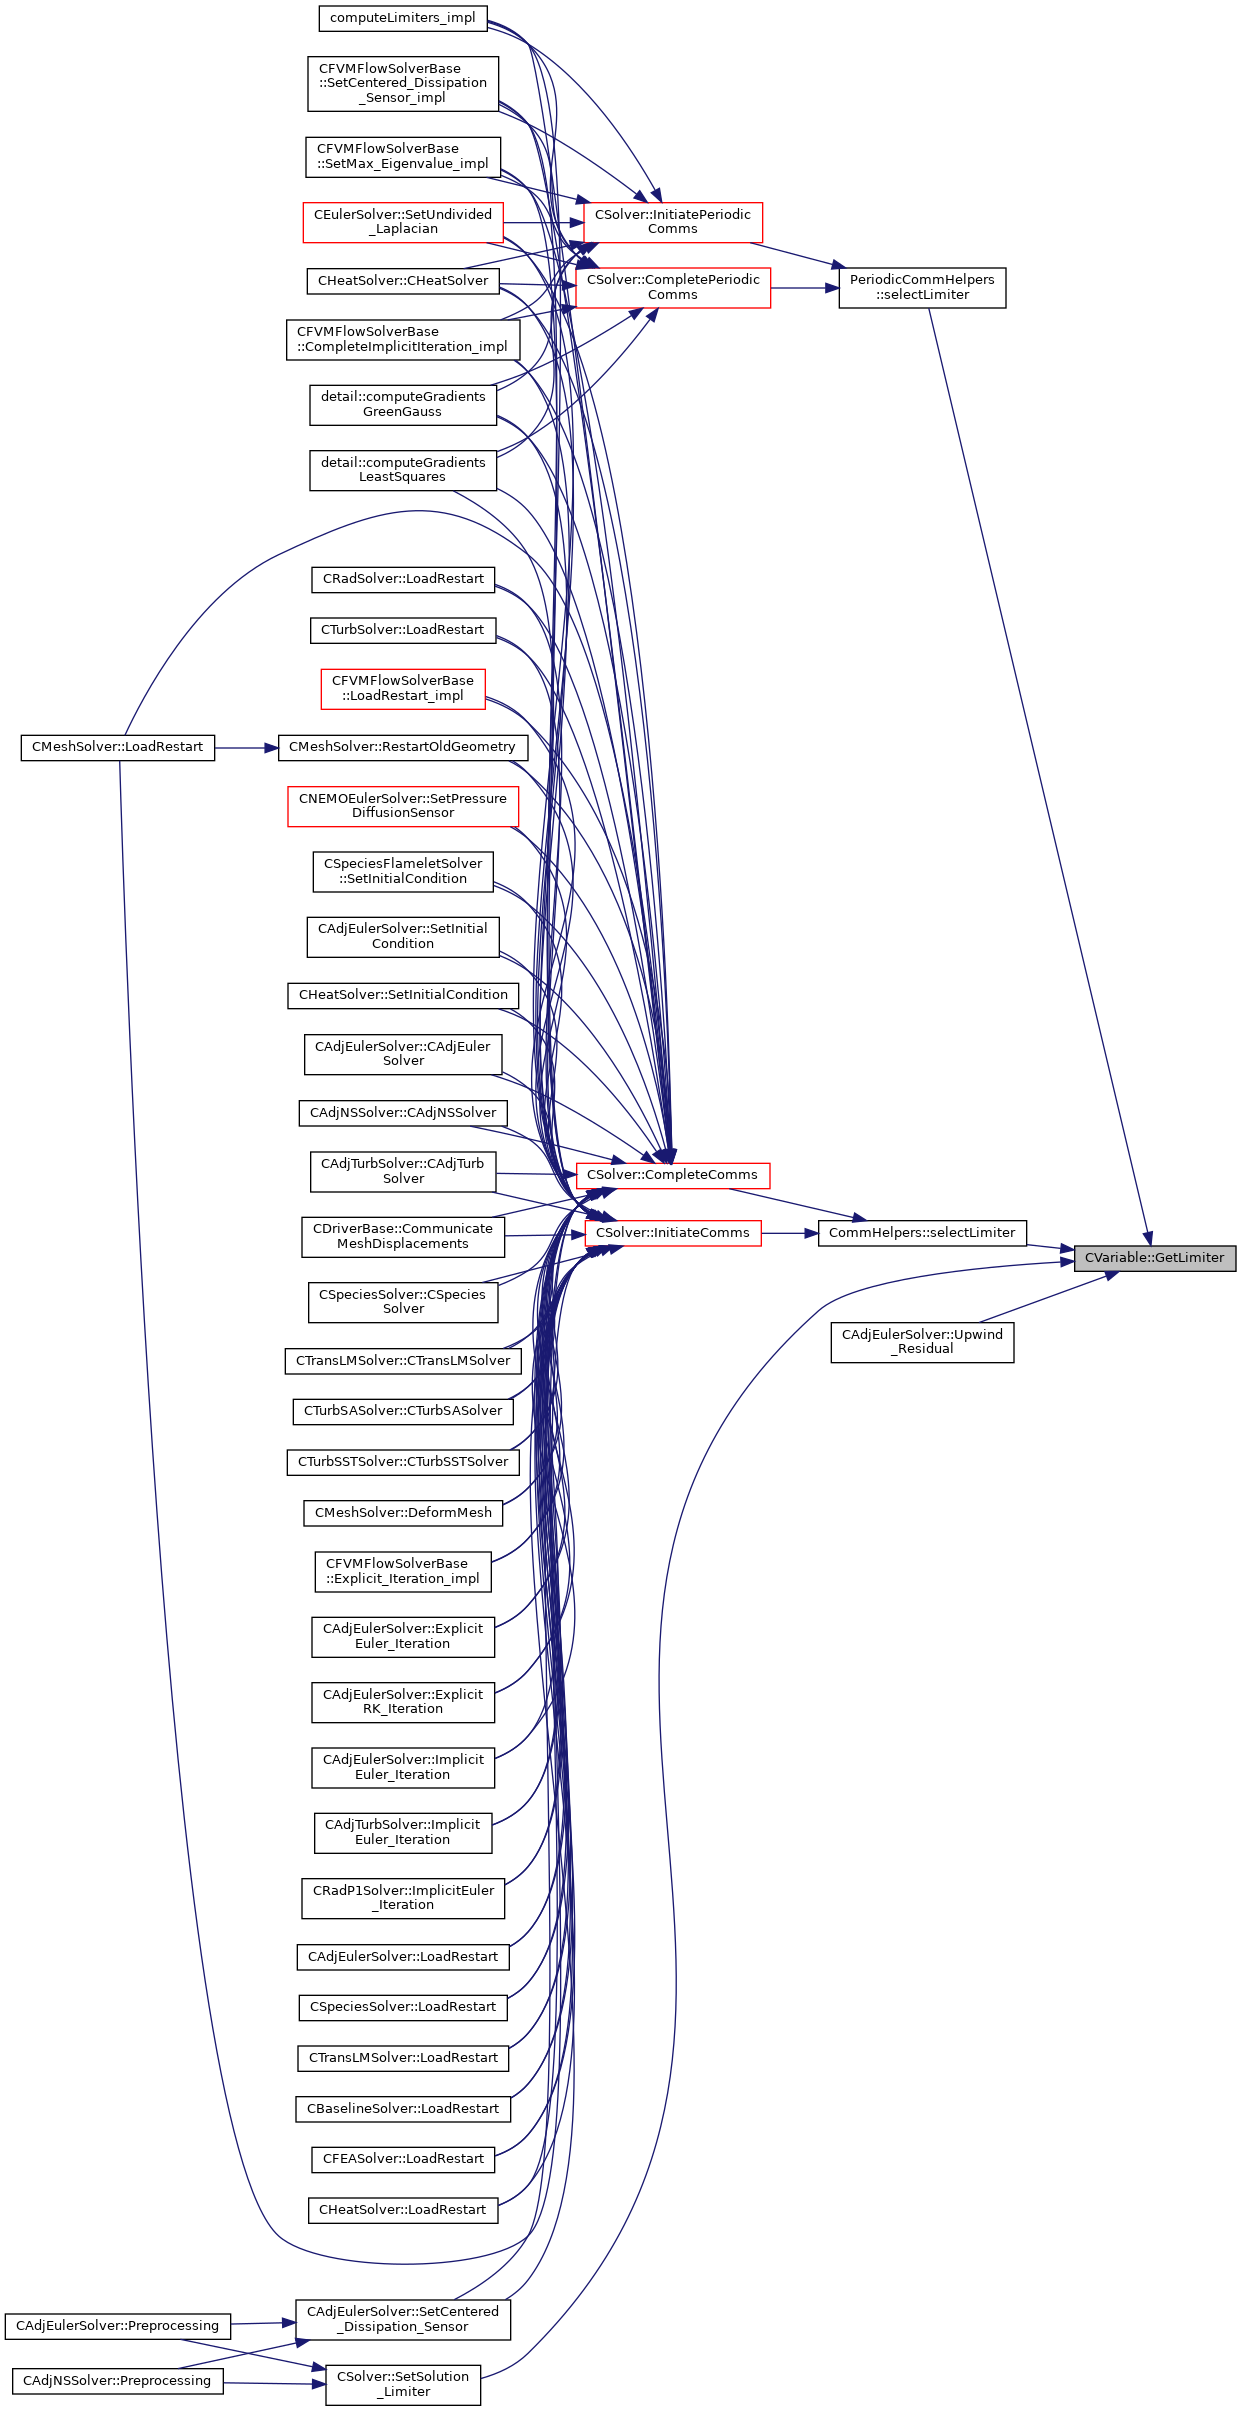 computeLimiters_impl
CFVMFlowSolverBase
::SetCentered_Dissipation
_Sensor_impl
CFVMFlowSolverBase
::SetMax_Eigenvalue_impl
CEulerSolver::SetUndivided
_Laplacian
CHeatSolver::CHeatSolver
CFVMFlowSolverBase
::CompleteImplicitIteration_impl
detail::computeGradients
GreenGauss
detail::computeGradients
LeastSquares
CSolver::InitiatePeriodic
Comms
CSolver::CompletePeriodic
Comms
PeriodicCommHelpers
::selectLimiter
CRadSolver::LoadRestart
CTurbSolver::LoadRestart
CFVMFlowSolverBase
::LoadRestart_impl
CMeshSolver::LoadRestart
CMeshSolver::RestartOldGeometry
CNEMOEulerSolver::SetPressure
DiffusionSensor
CSpeciesFlameletSolver
::SetInitialCondition
CAdjEulerSolver::SetInitial
Condition
CHeatSolver::SetInitialCondition
CAdjEulerSolver::CAdjEuler
Solver
CAdjNSSolver::CAdjNSSolver
CAdjTurbSolver::CAdjTurb
Solver
CSolver::CompleteComms
CDriverBase::Communicate
MeshDisplacements
CSolver::InitiateComms
CommHelpers::selectLimiter
CVariable::GetLimiter
CSpeciesSolver::CSpecies
Solver
CAdjEulerSolver::Upwind
_Residual
CTransLMSolver::CTransLMSolver
CTurbSASolver::CTurbSASolver
CTurbSSTSolver::CTurbSSTSolver
CMeshSolver::DeformMesh
CFVMFlowSolverBase
::Explicit_Iteration_impl
CAdjEulerSolver::Explicit
Euler_Iteration
CAdjEulerSolver::Explicit
RK_Iteration
CAdjEulerSolver::Implicit
Euler_Iteration
CAdjTurbSolver::Implicit
Euler_Iteration
CRadP1Solver::ImplicitEuler
_Iteration
CAdjEulerSolver::LoadRestart
CSpeciesSolver::LoadRestart
CTransLMSolver::LoadRestart
CBaselineSolver::LoadRestart
CFEASolver::LoadRestart
CHeatSolver::LoadRestart
CAdjEulerSolver::SetCentered
_Dissipation_Sensor
CAdjEulerSolver::Preprocessing
CAdjNSSolver::Preprocessing
CSolver::SetSolution
_Limiter